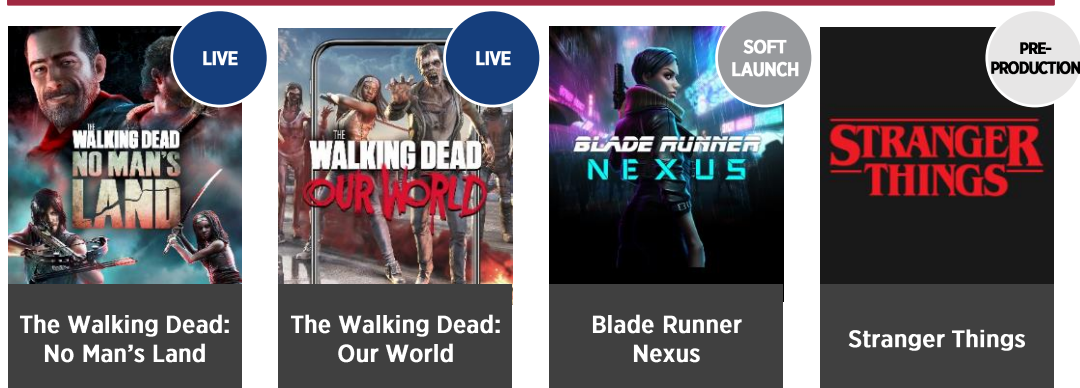 LIVE
THE
WALKING DEAD
NO MAN'S
LAND
The Walking Dead:
No Man's Land
LIVE
THE
WALKING DEAD
OUR WORLD
The Walking Dead:
Our World
SOFT
LAUNCH
BLADE RUNNER
NEXUS
Blade Runner
Nexus
PRE-
PRODUCTION
STRANGER
THINGS
Stranger Things